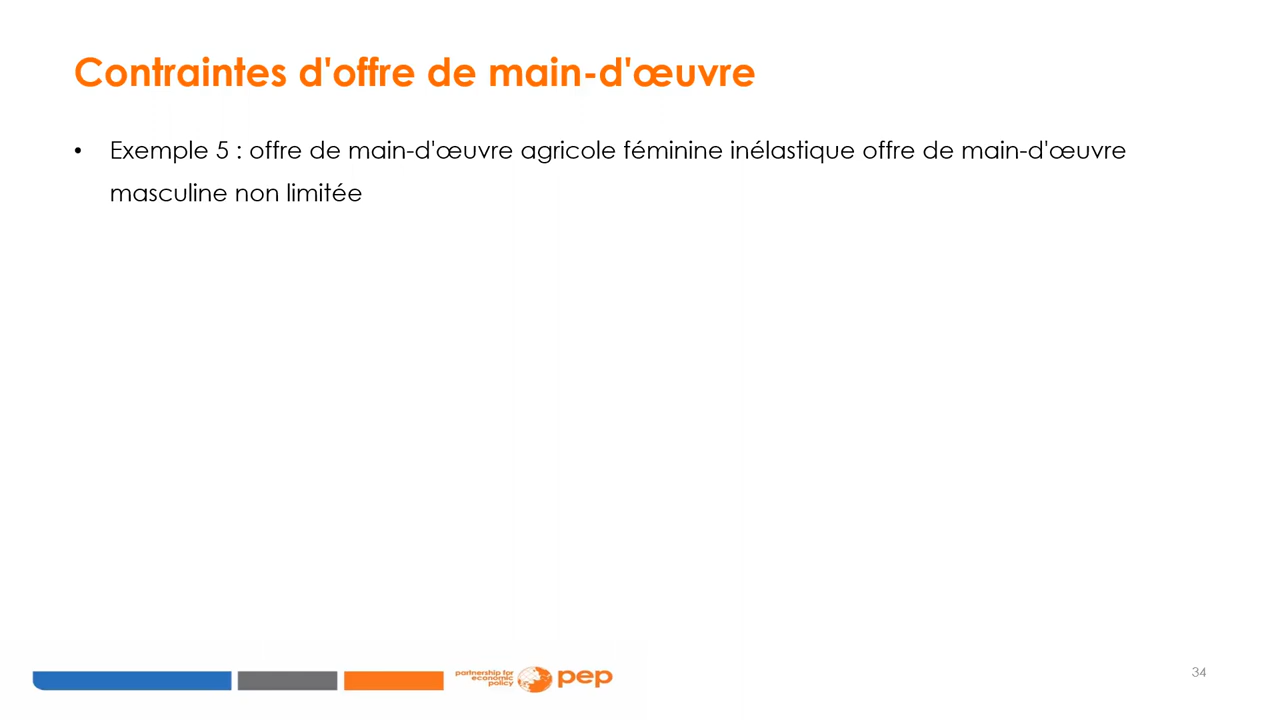 Contraintes d'offre de main-d'œuvre
• Exemple 5 : offre de main-d'œuvre agricole féminine inélastique offre de main-d'œuvre
masculine non limitée
partnership for
economic
policy
pep
34